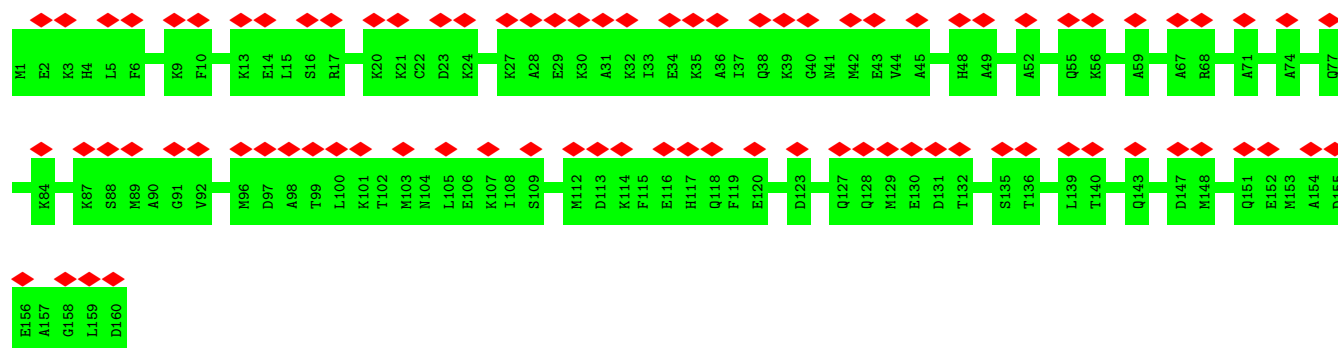 M1 E2 K3 H4 L5 F6 K9 F10 K13 E14 L15 S16 R17 K20 K21 C22 D23 K24 K27 A28 E29 K30 A31 K32 I33 E34 K35 A36 I37 Q38 K39 G40 N41 M42 E43 V44 A45 H48 A49 A52 Q55 K56 A59 A67 R68 A71 A74 Q77
K84 K87 S88 M89 A90 G91 V92 M96 D97 A98 T99 L100 K101 T102 M103 N104 L105 E106 K107 I108 S109 M112 D113 K114 F115 E116 H117 Q118 F119 E120 D123 Q127 Q128 M129 E130 D131 T132 S135 T136 L139 T140 Q143 D147 M148 Q151 E152 M153 A154 D155
E156 A157 G158 L159 D160